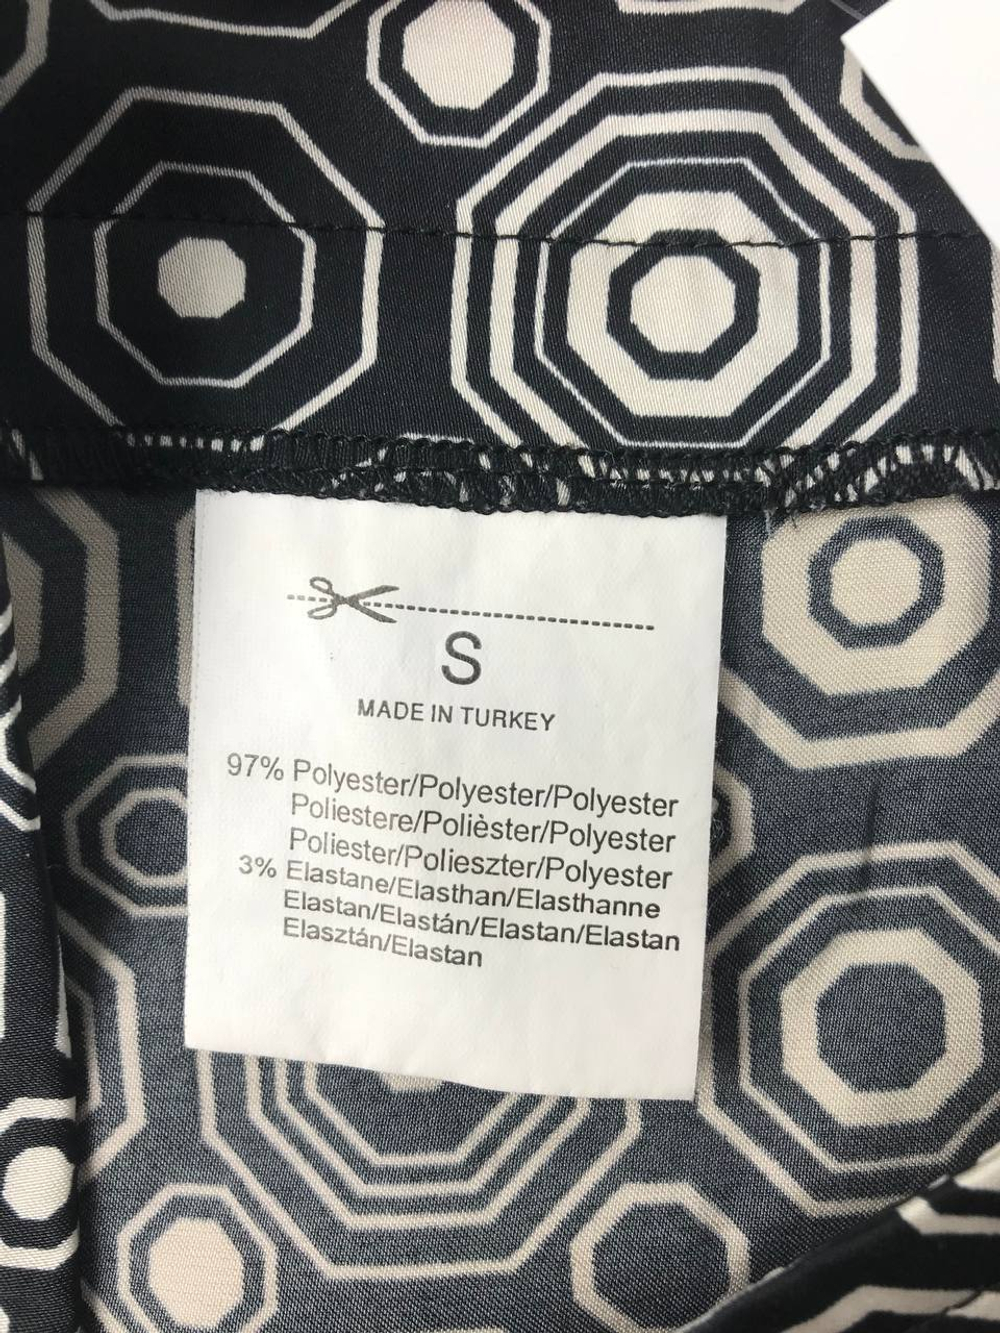 S
MADE IN TURKEY
97% Polyester/Polyester/Polyester
Poliestere/Polièster/Polyester
Poliester/Polieszter/Polyester
3% Elastane/Elasthan/Elasthanne
Elastan/Elastán/Elastan/Elastan
Elasztán/Elastan